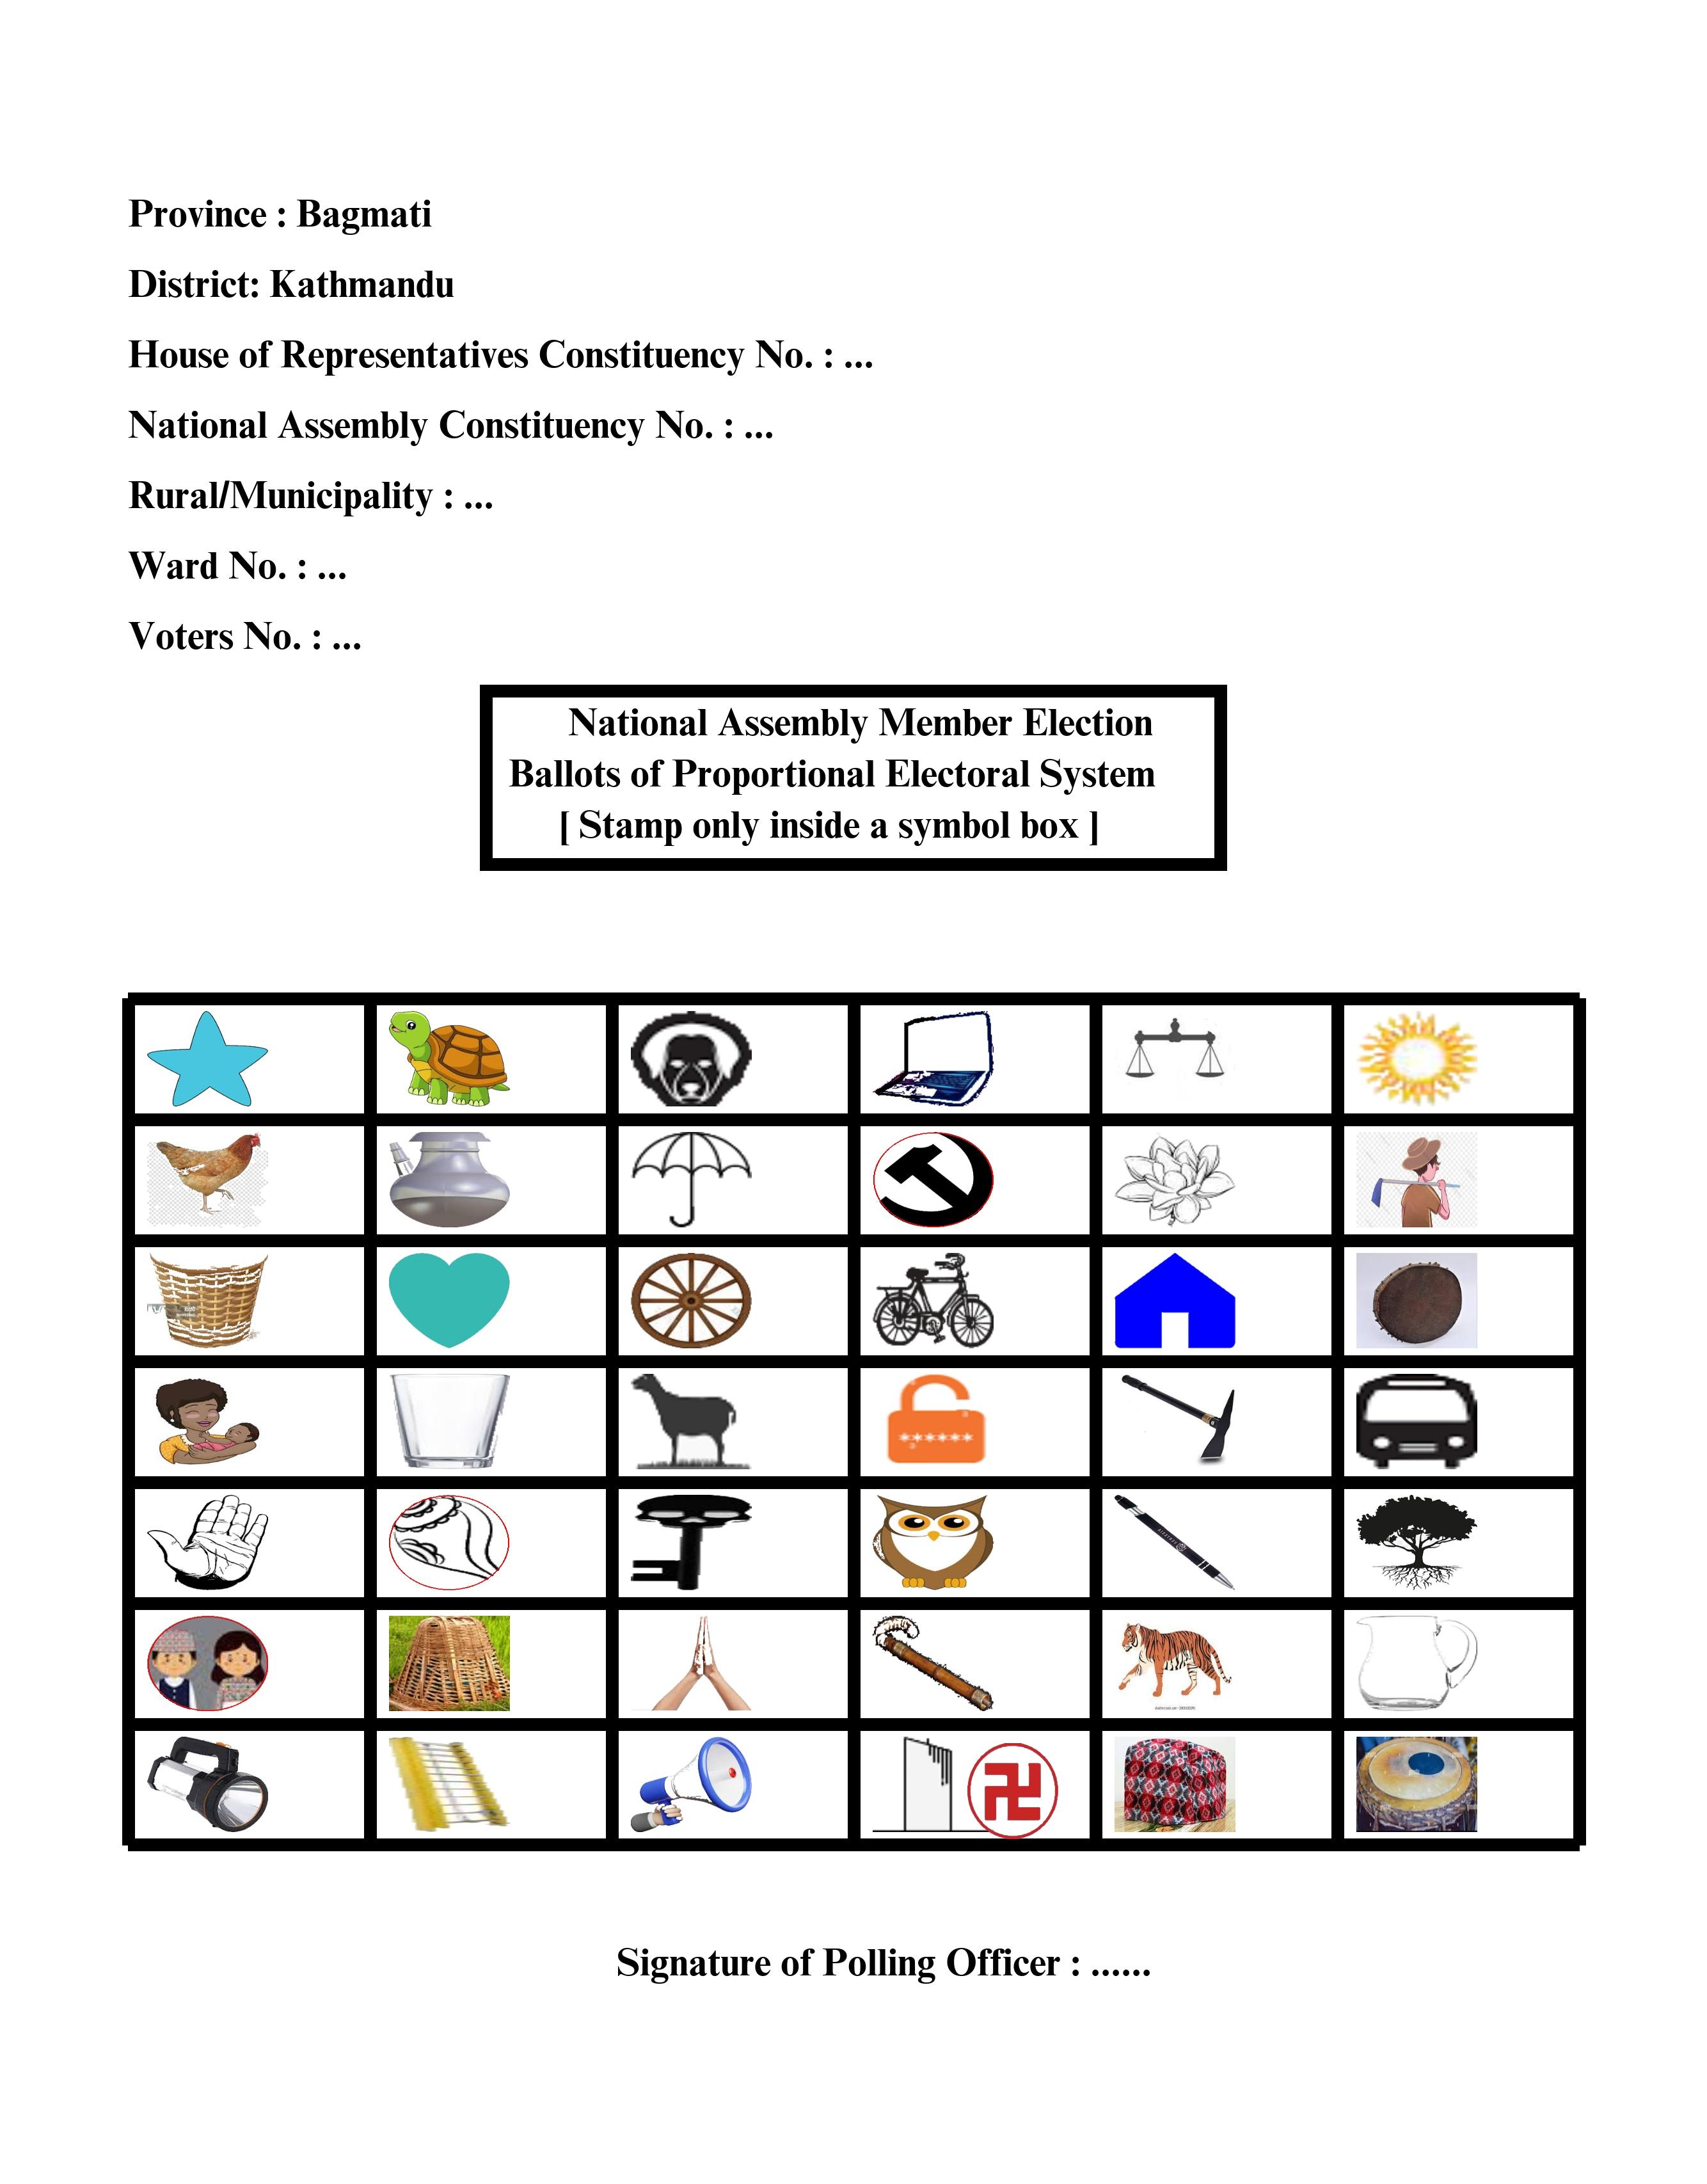 Province : Bagmati
District: Kathmandu
House of Representatives Constituency No. : ...
National Assembly Constituency No. : ...
Rural/Municipality : ...
Ward No. : ...
Voters No. : ...
National Assembly Member Election
Ballots of Proportional Electoral System
[ Stamp only inside a symbol box ]
******
Signature of Polling Officer : ......